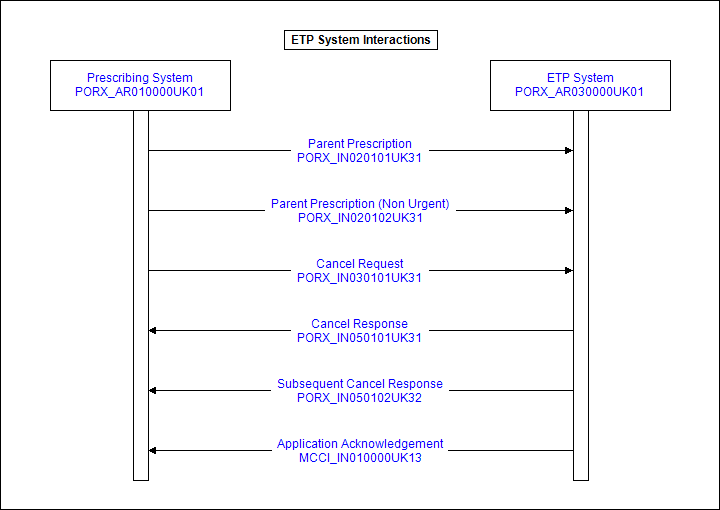 ETP System Interactions
Prescribing System
PORX_AR010000UK01
ETP System
PORX_AR030000UK01
Parent Prescription
PORX_IN020101UK31
Parent Prescription (Non Urgent)
PORX_IN020102UK31
Cancel Request
PORX_IN030101UK31
Cancel Response
PORX_IN050101UK31
Subsequent Cancel Response
PORX_IN050102UK32
Application Acknowledgement
MCCI_IN010000UK13